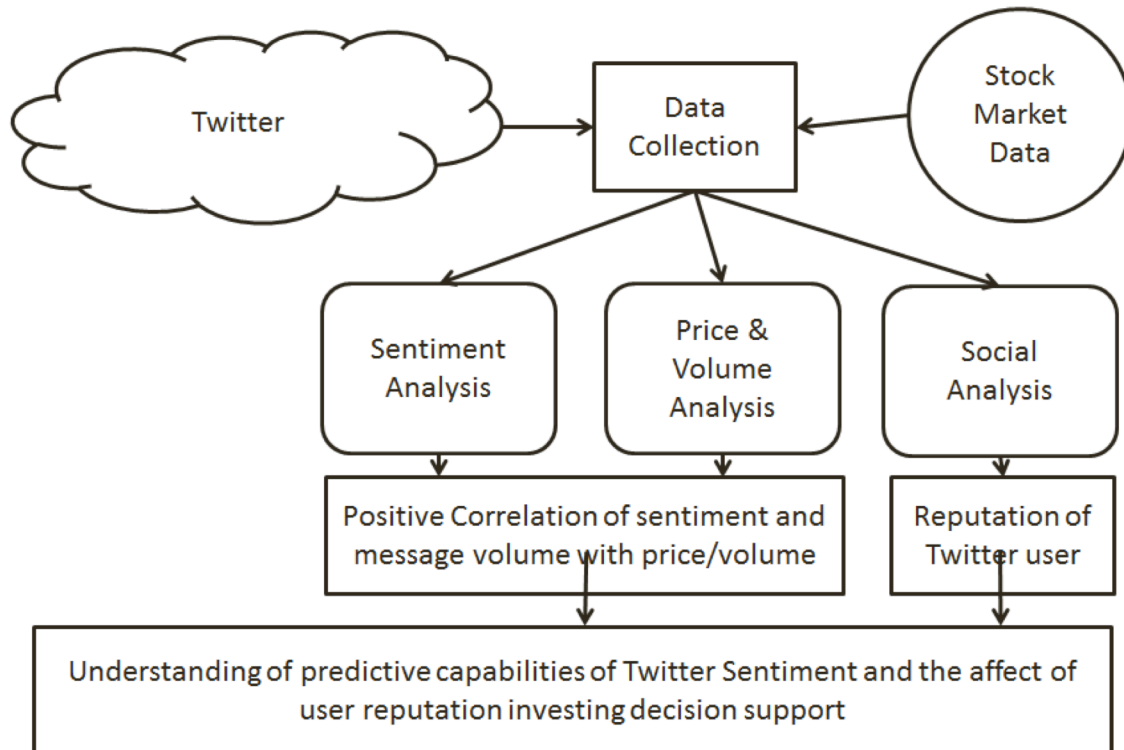 Twitter
Data
Collection
Stock
Market
Data
Sentiment
Analysis
Price &
Volume
Analysis
Social
Analysis
Positive Correlation of sentiment and
message volume with price/volume
Reputation of
Twitter user
Understanding of predictive capabilities of Twitter Sentiment and the affect of
user reputation investing decision support